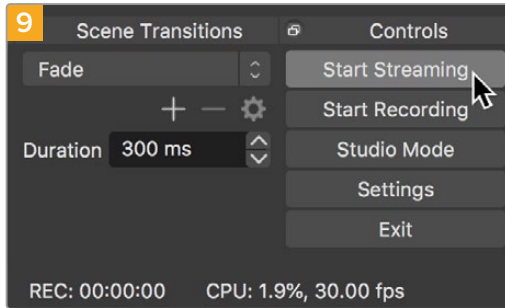 9
Scene Transitions
Controls
Fade
Start Streaming
Start Recording
Duration 300 ms
Studio Mode
Settings
Exit
REC: 00:00:00 CPU: 1.9%, 30.00 fps